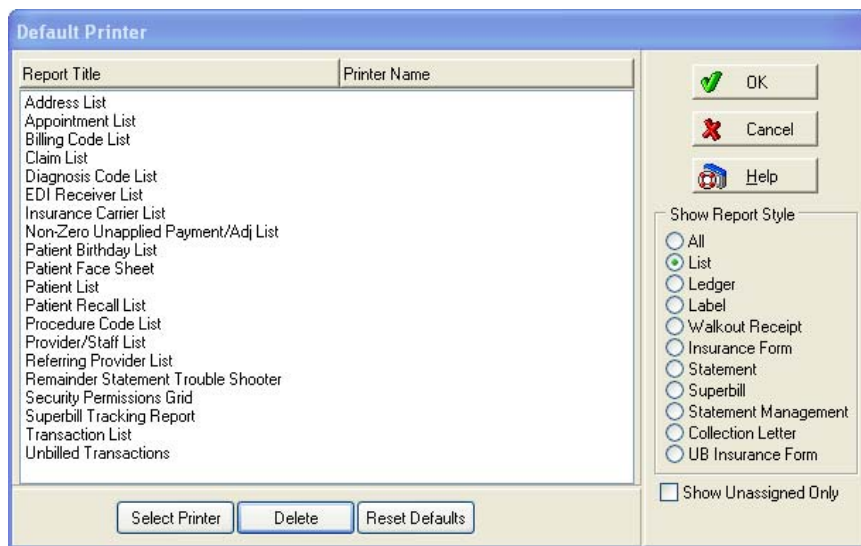 Default Printer
Report Title Printer Name
Address List
Appointment List
Billing Code List
Claim List
Diagnosis Code List
EDI Receiver List
Insurance Carrier List
Non-Zero Unapplied Payment/Adj List
Patient Birthday List
Patient Face Sheet
Patient List
Patient Recall List
Procedure Code List
Provider/Staff List
Referring Provider List
Remainder Statement Trouble Shooter
Security Permissions Grid
Superbill Tracking Report
Transaction List
Unbilled Transactions
Select Printer Delete Reset Defaults
OK
Cancel
Help
Show Report Style
All
List
Ledger
Label
Walkout Receipt
Insurance Form
Statement
Superbill
Statement Management
Collection Letter
UB Insurance Form
Show Unassigned Only